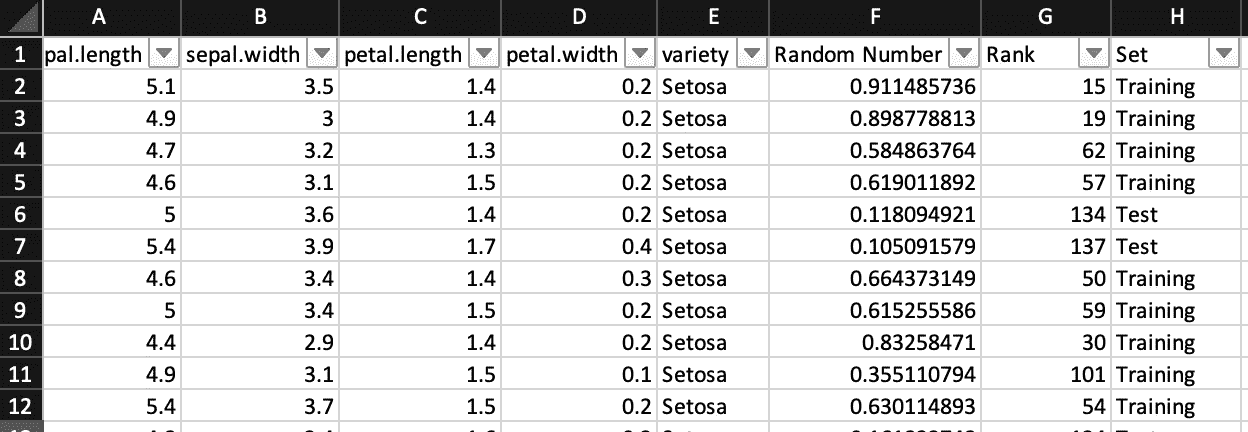 A B C D E F G H
1 pal.length sepal.width petal.length petal.width variety Random Number Rank Set
2 5.1 3.5 1.4 0.2 Setosa 0.911485736 15 Training
3 4.9 3 1.4 0.2 Setosa 0.898778813 19 Training
4 4.7 3.2 1.3 0.2 Setosa 0.584863764 62 Training
5 4.6 3.1 1.5 0.2 Setosa 0.619011892 57 Training
6 5 3.6 1.4 0.2 Setosa 0.118094921 134 Test
7 5.4 3.9 1.7 0.4 Setosa 0.105091579 137 Test
8 4.6 3.4 1.4 0.3 Setosa 0.664373149 50 Training
9 5 3.4 1.5 0.2 Setosa 0.615255586 59 Training
10 4.4 2.9 1.4 0.2 Setosa 0.83258471 30 Training
11 4.9 3.1 1.5 0.1 Setosa 0.355110794 101 Training
12 5.4 3.7 1.5 0.2 Setosa 0.630114893 54 Training